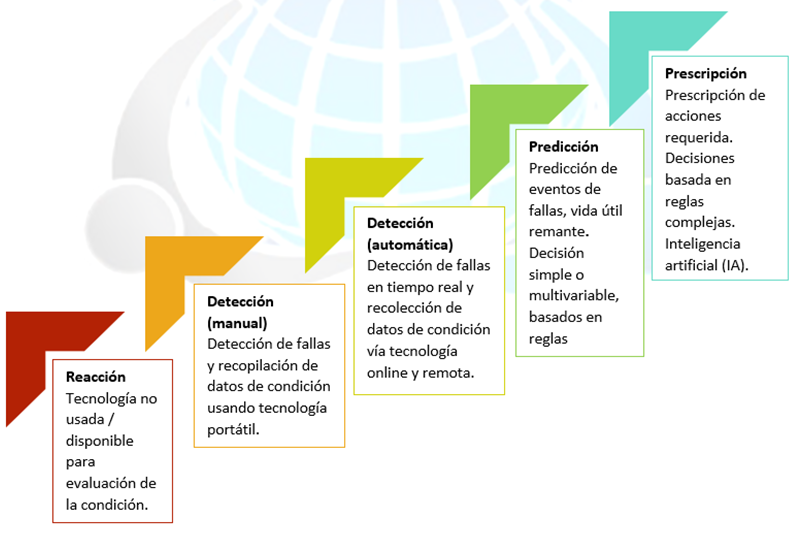 Reacción
Tecnología no
usada /
disponible
para
evaluación de
la condición.
Detección
(manual)
Detección de fallas
y recopilación de
datos de condición
usando tecnología
portátil.
Detección
(automática)
Detección de fallas
en tiempo real y
recolección de
datos de condición
vía tecnología
online y remota.
Predicción
Predicción de
eventos de
fallas, vida útil
remante.
Decisión
simple o
multivariable,
basados en
reglas
Prescripción
Prescripción de
acciones
requerida.
Decisiones
basada en
reglas
complejas.
Inteligencia
artificial (IA).